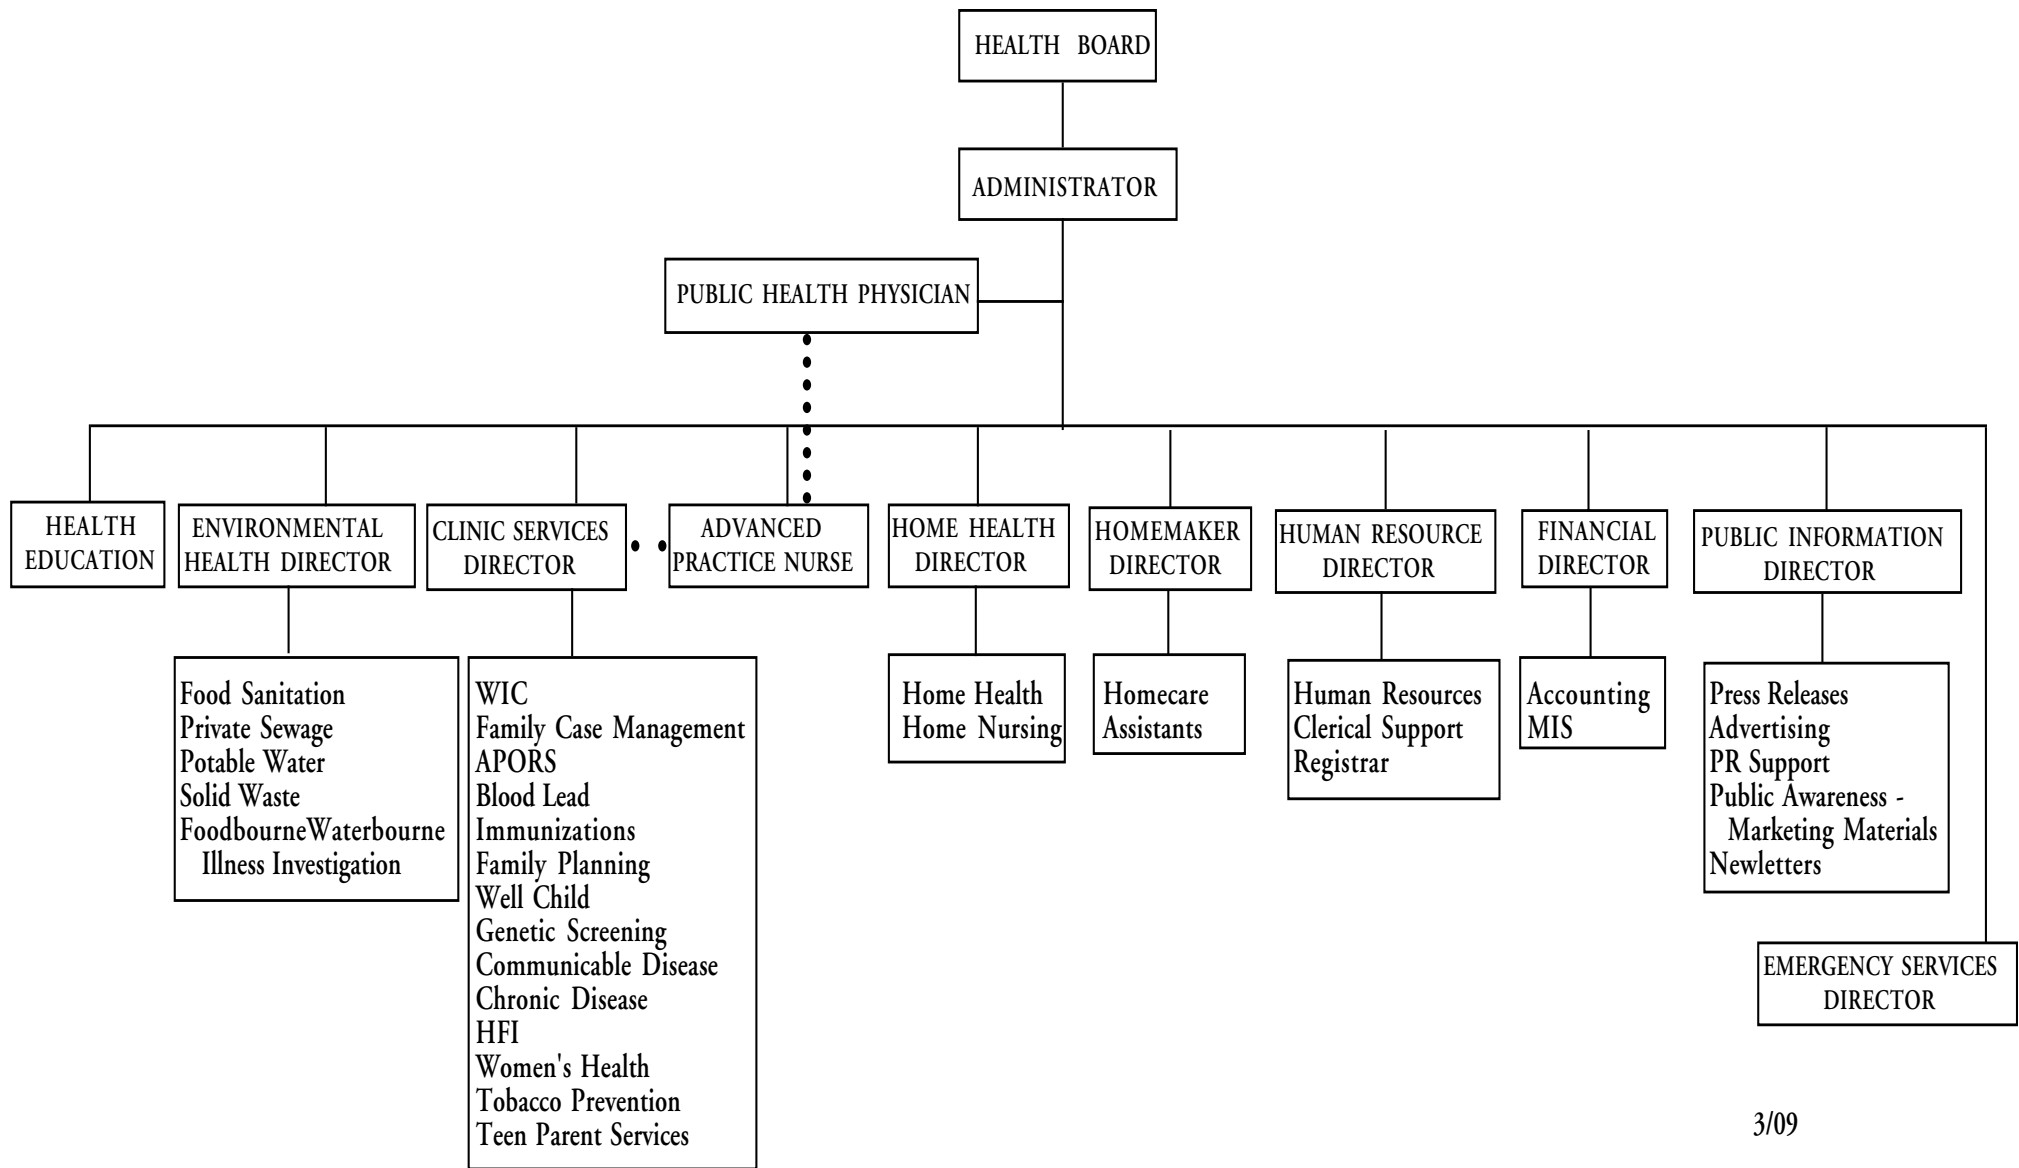 HEALTH BOARD
ADMINISTRATOR
PUBLIC HEALTH PHYSICIAN
HEALTH
EDUCATION
ENVIRONMENTAL
HEALTH DIRECTOR
CLINIC SERVICES
DIRECTOR
ADVANCED
PRACTICE NURSE
HOME HEALTH
DIRECTOR
HOMEMAKER
DIRECTOR
HUMAN RESOURCE
DIRECTOR
FINANCIAL
DIRECTOR
PUBLIC INFORMATION
DIRECTOR
Food Sanitation
Private Sewage
Potable Water
Solid Waste
FoodbourneWaterbourne
Illness Investigation
WIC
Family Case Management
APORS
Blood Lead
Immunizations
Family Planning
Well Child
Genetic Screening
Communicable Disease
Chronic Disease
HFI
Women's Health
Tobacco Prevention
Teen Parent Services
Home Health
Home Nursing
Homecare
Assistants
Human Resources
Clerical Support
Registrar
Accounting
MIS
Press Releases
Advertising
PR Support
Public Awareness -
Marketing Materials
Newletters
EMERGENCY SERVICES
DIRECTOR
3/09